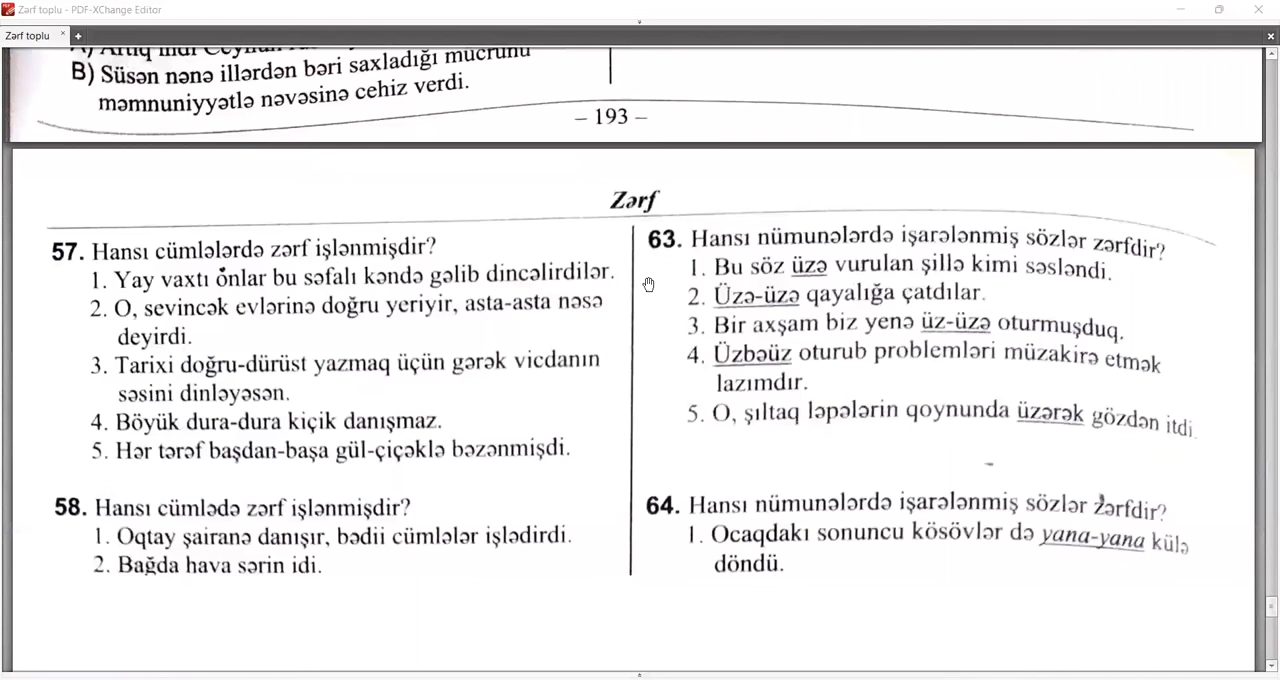 Zərf toplu - PDF-XChange Editor
Zərf toplu
B) Süsən nənə illərdən bəri saxladığı mücrünü
məmnuniyyətlə nəvəsinə cehiz verdi.
– 193 –
Zərf
57. Hansı cümlələrdə zərf işlənmişdir?
1. Yay vaxtı onlar bu səfalı kəndə gəlib dincəlirdilər.
2. O, sevincək evlərinə doğru yeriyir, asta-asta nəsə
deyirdi.
3. Tarixi doğru-dürüst yazmaq üçün gərək vicdanın
səsini dinləyəsən.
4. Böyük dura-dura kiçik danışmaz.
5. Hər tərəf başdan-başa gül-çiçəklə bəzənmişdi.
58. Hansı cümlədə zərf işlənmişdir?
1. Oqtay şairanə danışır, bədii cümlələr işlədirdi.
2. Bağda hava sərin idi.
63. Hansı nümunələrdə işarələnmiş sözlər zərfdir?
1. Bu söz üzə vurulan şillə kimi səsləndi.
2. Üzə-üzə qayalığa çatdılar.
3. Bir axşam biz yenə üz-üzə oturmuşduq.
4. Üzbəüz oturub problemləri müzakirə etmək
lazımdır.
5. O, şıltaq ləpələrin qoynunda üzərək gözdən itdi.
64. Hansı nümunələrdə işarələnmiş sözlər zərfdir?
1. Ocaqdakı sonuncu kösövlər də yana-yana külə
döndü.